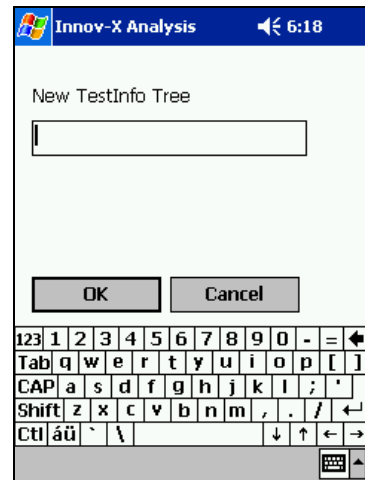 Innov-X Analysis 6:18
New TestInfo Tree
OK Cancel
123 1 2 3 4 5 6 7 8 9 0 - =
Tab q w e r t y u i o p [ ]
CAP a s d f g h j k l ; '
Shift z x c v b n m , . /
Ctl áü ` \